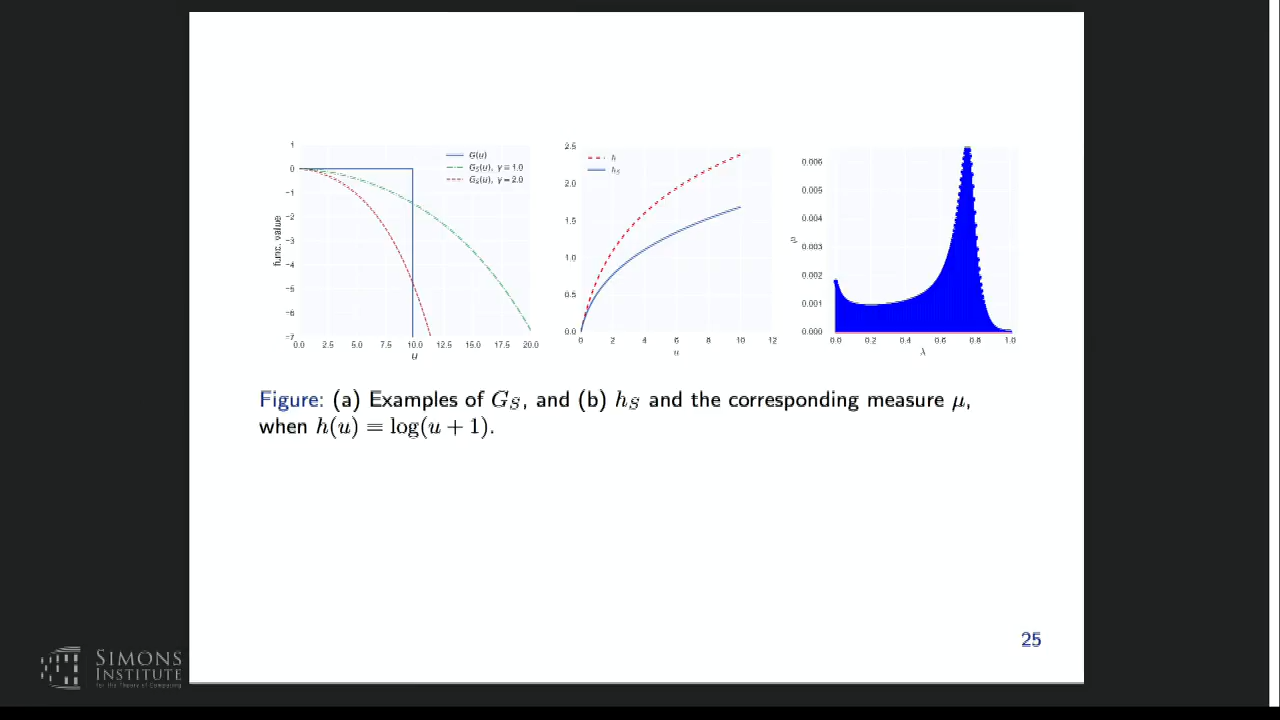 1
0
−1
−2
−3
−4
−5
−6
−7
func. value
0.0 2.5 5.0 7.5 10.0 12.5 15.0 17.5 20.0
u
G(u)
G_S(u), γ = 1.0
G_S(u), γ = 2.0
2.5
2.0
1.5
1.0
0.5
0.0
0 2 4 6 8 10 12
u
h
h_S
0.006
0.005
0.004
0.003
0.002
0.001
0.000
μ
0.0 0.2 0.4 0.6 0.8 1.0
λ
Figure: (a) Examples of G_S, and (b) h_S and the corresponding measure μ,
when h(u) = log(u + 1).
25
SIMONS
INSTITUTE
for the Theory of Computing